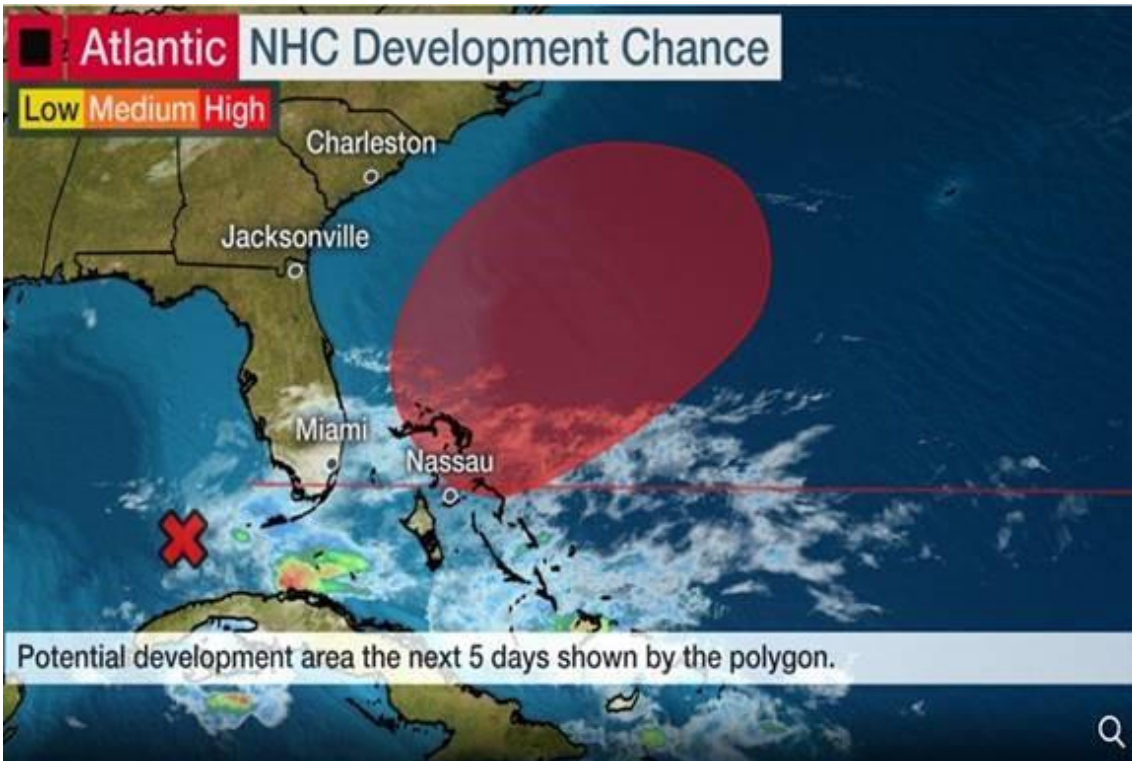 Atlantic NHC Development Chance
Low Medium High
Charleston
Jacksonville
Miami
Nassau
Potential development area the next 5 days shown by the polygon.